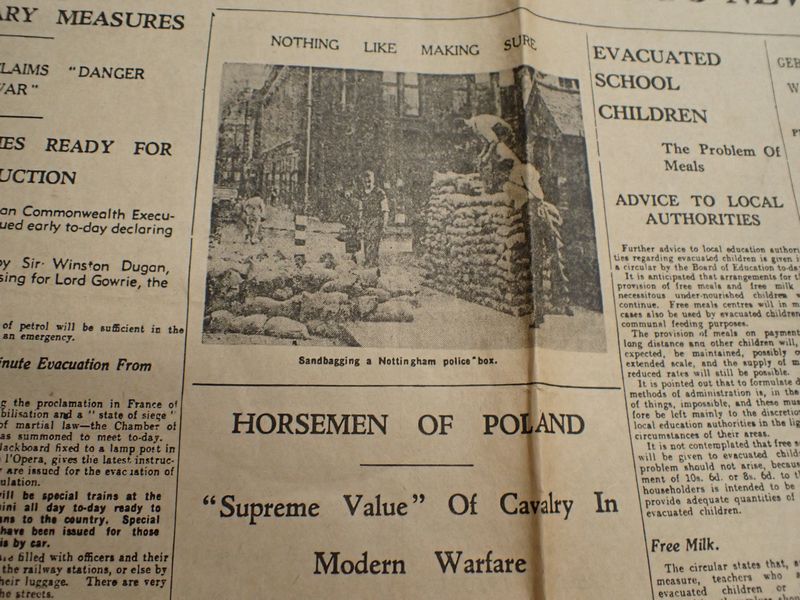 ARY MEASURES
LAIMS "DANGER
WAR"
ES READY FOR
UCTION
an Commonwealth Execu-
ued early to-day declaring
by Sir Winston Dugan,
sing for Lord Gowrie, the
of petrol will be sufficient in the
an emergency.
inute Evacuation From
g the proclamation in France of
bilisation and a "state of siege"
of martial law—the Chamber of
as summoned to meet to-day.
lackboard fixed to a lamp post in
l'Opera, gives the latest instruc-
are issued for the evacuation of
ulation.
will be special trains at the
ini all day to-day ready to
ans to the country. Special
have been issued for those
is by car.
filled with officers and their
the railway stations, or else by
heir luggage. There are very
he streets.
NOTHING LIKE MAKING SURE
Sandbagging a Nottingham police box.
HORSEMEN OF POLAND
"Supreme Value" Of Cavalry In
Modern Warfare
EVACUATED
SCHOOL
CHILDREN
The Problem Of
Meals
ADVICE TO LOCAL
AUTHORITIES
Further advice to local education authori-
ties regarding evacuated children is given i
a circular by the Board of Education to-da
It is anticipated that arrangements for t
provision of free meals and free milk
necessitous under-nourished children w
continue. Free meals centres will in m
cases also be used by evacuated children
communal feeding purposes.
The provision of meals on payment
long distance and other children will,
expected, be maintained, possibly o
extended scale, and the supply of m
reduced rates will still be possible.
It is pointed out that to formulate d
methods of administration is, in the
of things, impossible, and these mus
fore be left mainly to the discretion
local education authorities in the lig
circumstances of their areas.
It is not contemplated that free s
will be given to evacuated child
problem should not arise, becaus
ment of 10s. 6d. or 8s. 6d. to t
householders is intended to be
provide adequate quantities of
evacuated children.
Free Milk.
The circular states that, a
measure, teachers who a
evacuated children or
GER
W